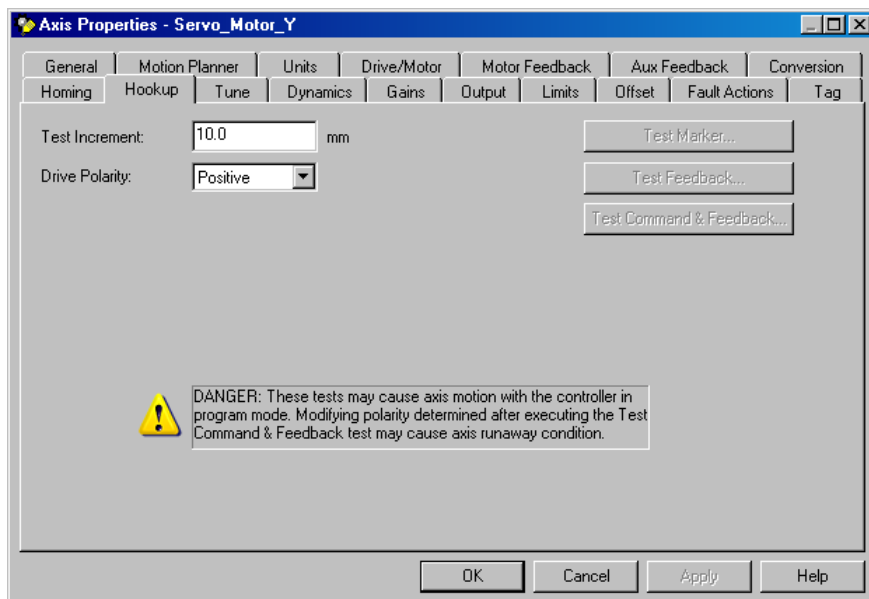 Axis Properties - Servo_Motor_Y
General Motion Planner Units Drive/Motor Motor Feedback Aux Feedback Conversion
Homing Hookup Tune Dynamics Gains Output Limits Offset Fault Actions Tag
Test Increment: 10.0 mm Test Marker...
Drive Polarity: Positive Test Feedback...
Test Command & Feedback...
DANGER: These tests may cause axis motion with the controller in
program mode. Modifying polarity determined after executing the Test
Command & Feedback test may cause axis runaway condition.
OK Cancel Apply Help